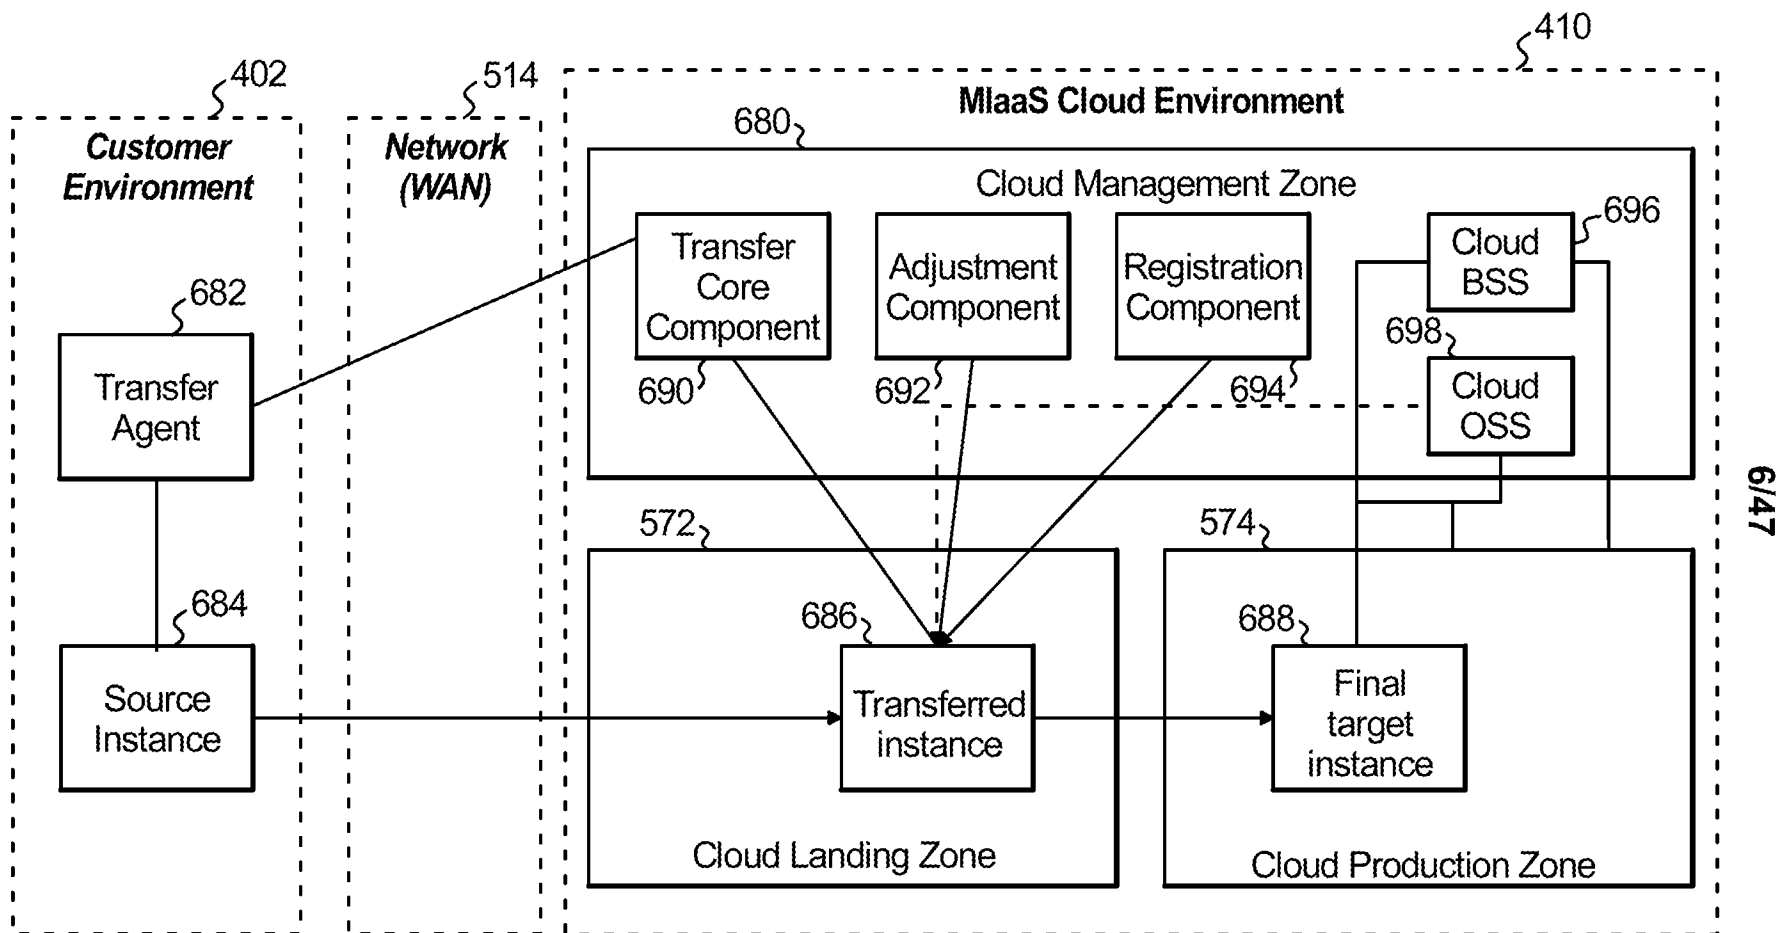 410
402
514
MIaaS Cloud Environment
680
Customer
Environment
Network
(WAN)
Cloud Management Zone
696
Transfer
Core
Component
Adjustment
Component
Registration
Component
Cloud
BSS
682
698
690
692
694
Transfer
Agent
Cloud
OSS
6/47
572
574
684
686
688
Source
Instance
Transferred
instance
Final
target
instance
Cloud Landing Zone
Cloud Production Zone